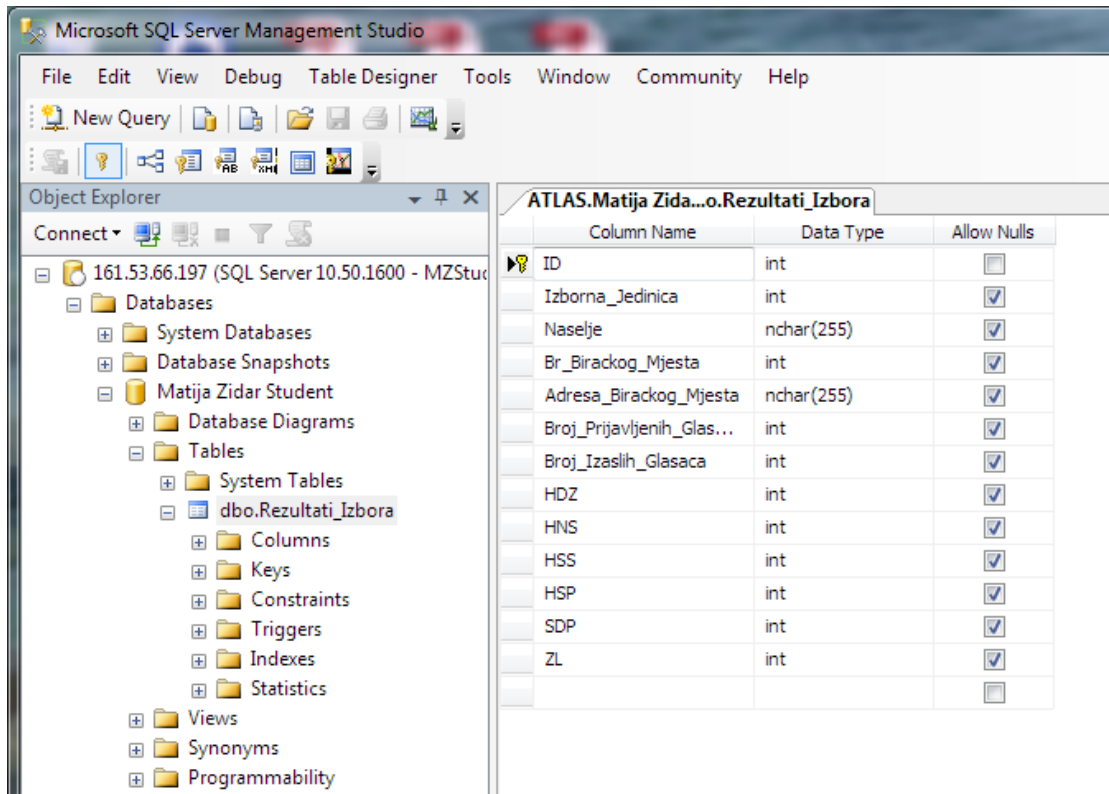 Microsoft SQL Server Management Studio
File Edit View Debug Table Designer Tools Window Community Help
New Query
Object Explorer
Connect
161.53.66.197 (SQL Server 10.50.1600 - MZStud
Databases
System Databases
Database Snapshots
Matija Zidar Student
Database Diagrams
Tables
System Tables
dbo.Rezultati_Izbora
Columns
Keys
Constraints
Triggers
Indexes
Statistics
Views
Synonyms
Programmability
ATLAS.Matija Zida...o.Rezultati_Izbora
Column Name Data Type Allow Nulls
ID int
Izborna_Jedinica int
Naselje nchar(255)
Br_Birackog_Mjesta int
Adresa_Birackog_Mjesta nchar(255)
Broj_Prijavljenih_Glas... int
Broj_Izaslih_Glasaca int
HDZ int
HNS int
HSS int
HSP int
SDP int
ZL int